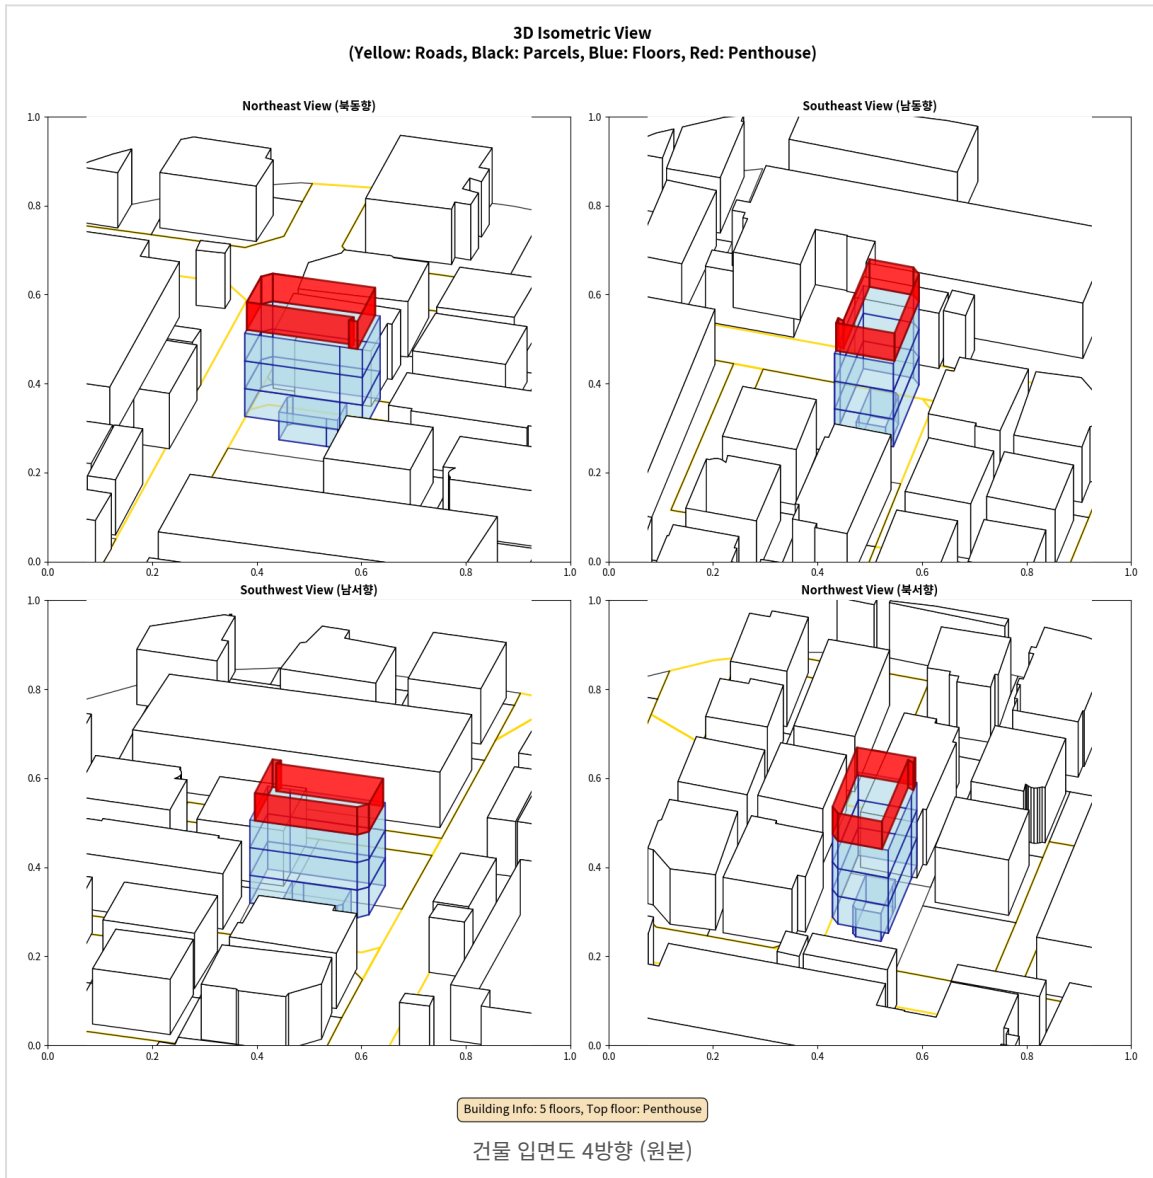 3D Isometric View
(Yellow: Roads, Black: Parcels, Blue: Floors, Red: Penthouse)
Northeast View (북동향)
1.0
0.8
0.6
0.4
0.2
0.0
0.0 0.2 0.4 0.6 0.8 1.0
Southeast View (남동향)
1.0
0.8
0.6
0.4
0.2
0.0
0.0 0.2 0.4 0.6 0.8 1.0
Southwest View (남서향)
1.0
0.8
0.6
0.4
0.2
0.0
0.0 0.2 0.4 0.6 0.8 1.0
Northwest View (북서향)
1.0
0.8
0.6
0.4
0.2
0.0
0.0 0.2 0.4 0.6 0.8 1.0
Building Info: 5 floors, Top floor: Penthouse
건물 입면도 4방향 (원본)